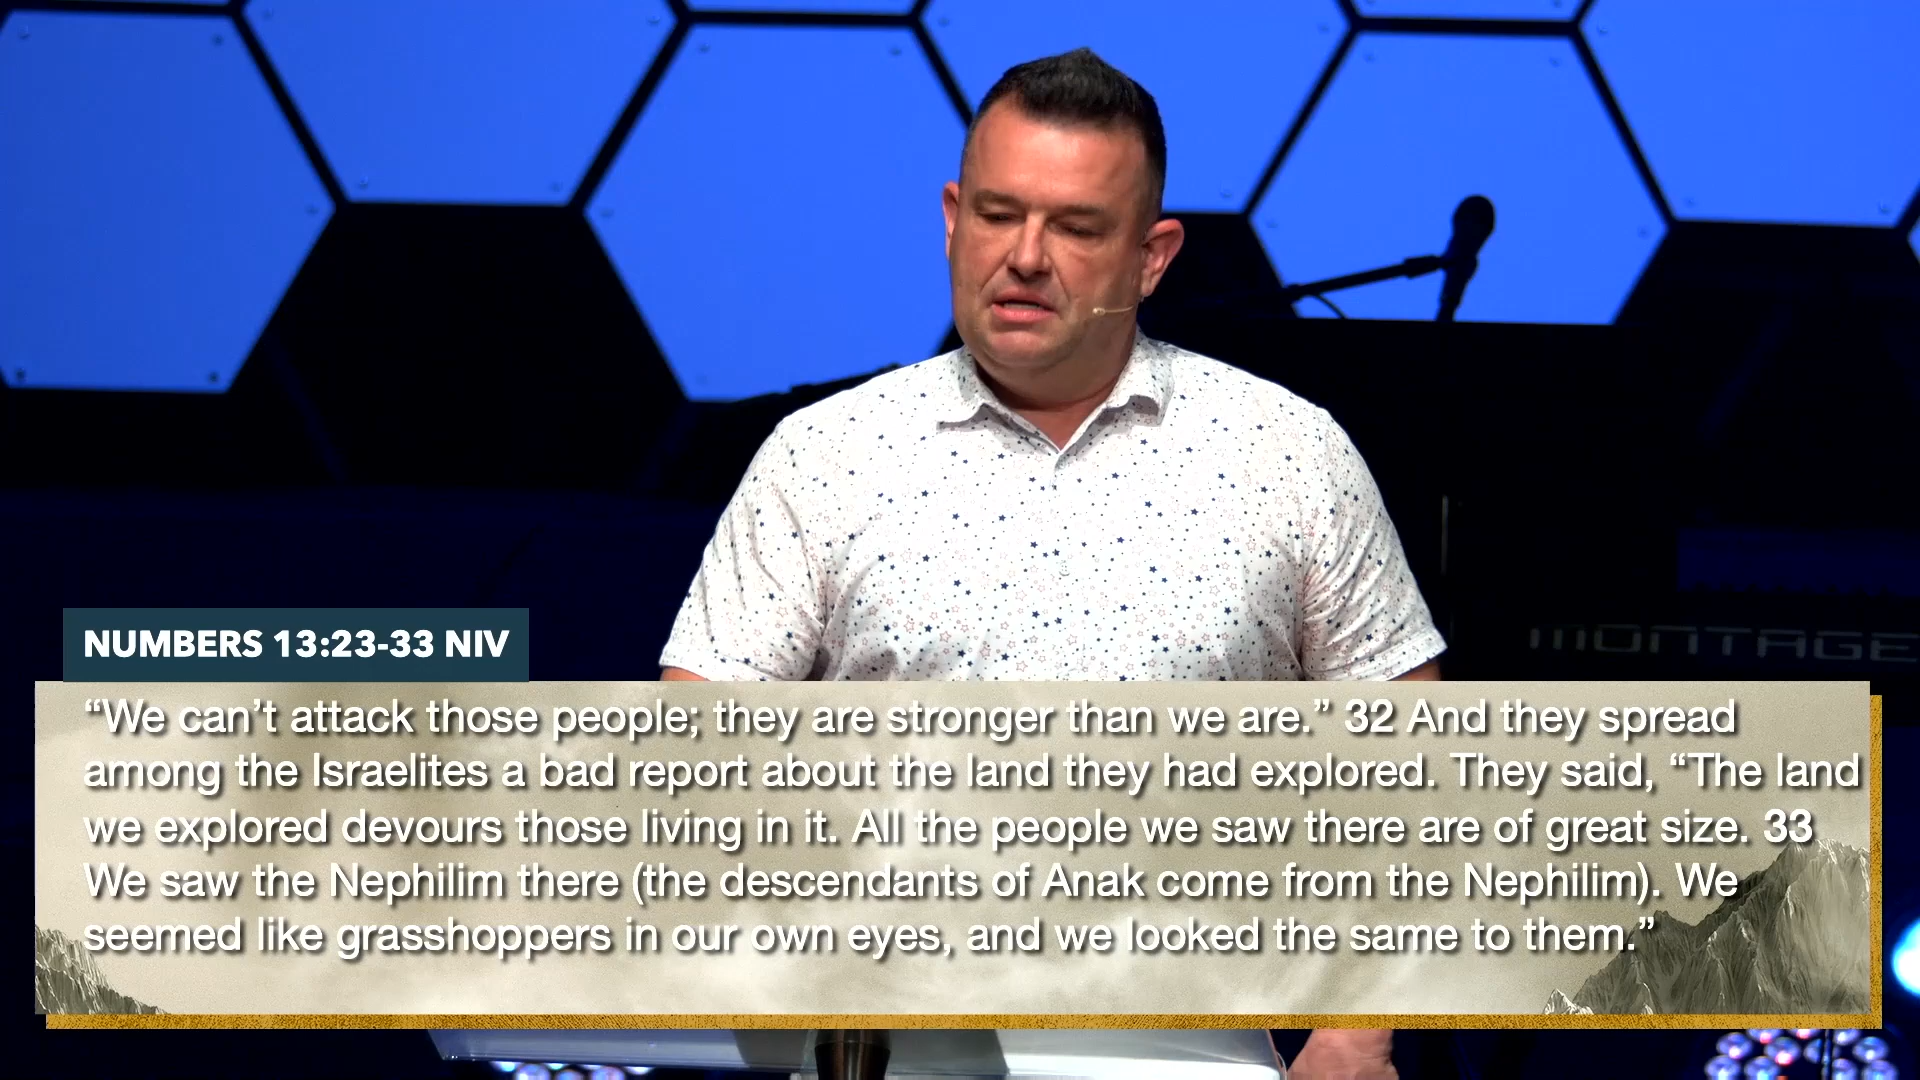 NUMBERS 13:23-33 NIV
“We can’t attack those people; they are stronger than we are.” 32 And they spread
among the Israelites a bad report about the land they had explored. They said, “The land
we explored devours those living in it. All the people we saw there are of great size. 33
We saw the Nephilim there (the descendants of Anak come from the Nephilim). We
seemed like grasshoppers in our own eyes, and we looked the same to them.”
MONTAGE